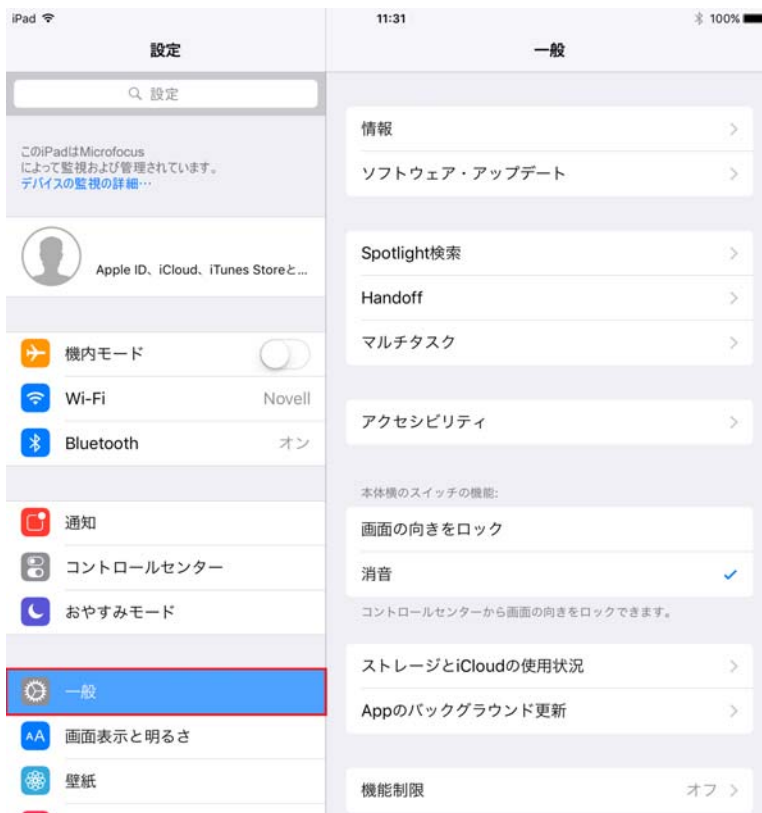 iPad
11:31
100%
設定
設定
このiPadはMicrofocus
によって監視および管理されています。
デバイスの監視の詳細…
Apple ID、iCloud、iTunes Storeと...
機内モード
Wi-Fi Novell
Bluetooth オン
通知
コントロールセンター
おやすみモード
一般
AA 画面表示と明るさ
壁紙
一般
情報
ソフトウェア・アップデート
Spotlight検索
Handoff
マルチタスク
アクセシビリティ
本体横のスイッチの機能:
画面の向きをロック
消音
コントロールセンターから画面の向きをロックできます。
ストレージとiCloudの使用状況
Appのバックグラウンド更新
機能制限 オフ